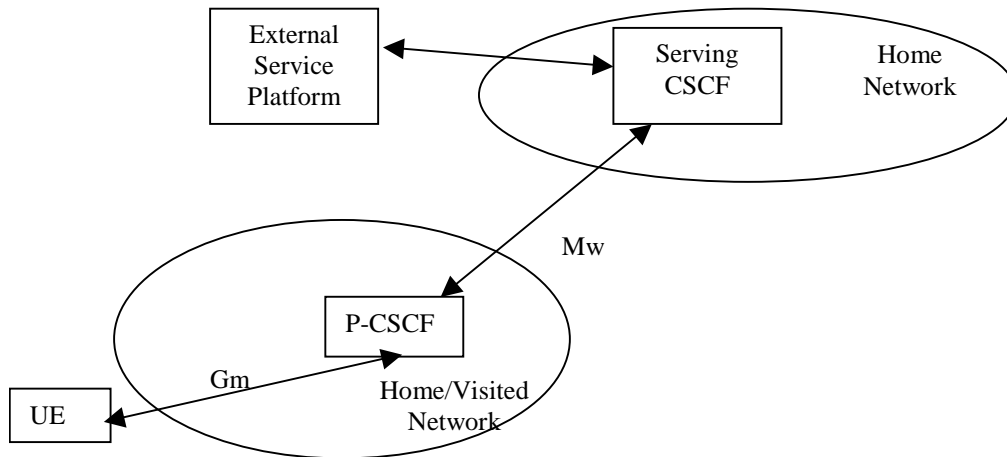 External
Service
Platform
Serving
CSCF
Home
Network
Mw
P-CSCF
Gm
Home/Visited
Network
UE